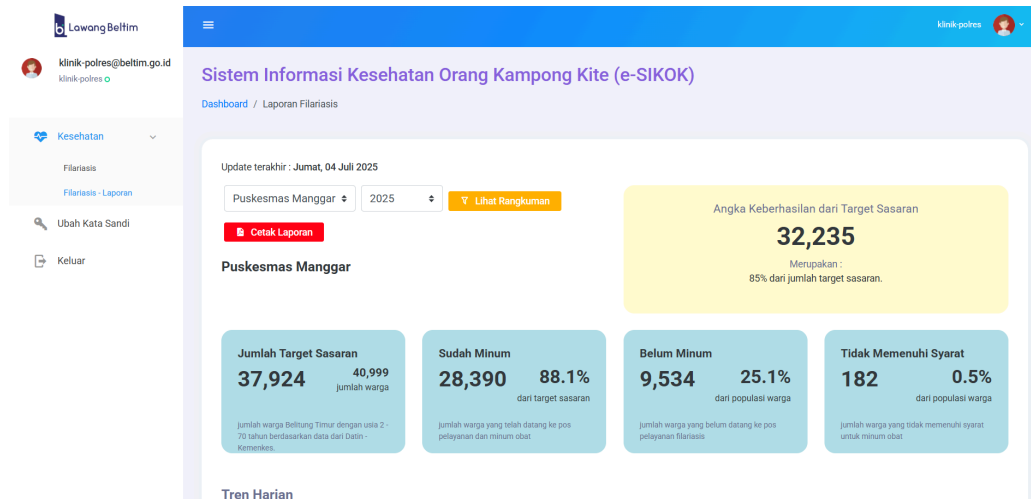 Lawang Beltim
klinik-polres
klinik-polres@beltim.go.id
klinik-polres
Kesehatan
Filariasis
Filariasis - Laporan
Ubah Kata Sandi
Keluar
Sistem Informasi Kesehatan Orang Kampong Kite (e-SIKOK)
Dashboard / Laporan Filariasis
Update terakhir : Jumat, 04 Juli 2025
Puskesmas Manggar 2025 Lihat Rangkuman
Cetak Laporan
Puskesmas Manggar
Angka Keberhasilan dari Target Sasaran
32,235
Merupakan :
85% dari jumlah target sasaran.
Jumlah Target Sasaran
37,924 40,999
jumlah warga
jumlah warga Belitung Timur dengan usia 2 -
70 tahun berdasarkan data dari Datin -
Kemenkes.
Sudah Minum
28,390 88.1%
dari target sasaran
jumlah warga yang telah datang ke pos
pelayanan dan minum obat
Belum Minum
9,534 25.1%
dari populasi warga
jumlah warga yang belum datang ke pos
pelayanan filariasis
Tidak Memenuhi Syarat
182 0.5%
dari populasi warga
jumlah warga yang tidak memenuhi syarat
untuk minum obat
Tren Harian